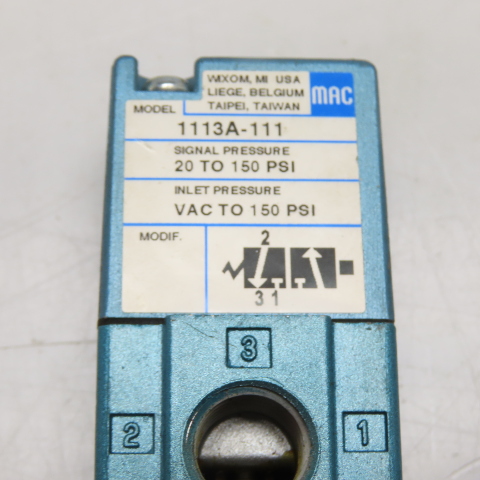 WIXOM, MI USA
LIEGE, BELGIUM
TAIPEI, TAIWAN
MAC
MODEL
1113A-111
SIGNAL PRESSURE
20 TO 150 PSI
INLET PRESSURE
VAC TO 150 PSI
MODIF.
2
3 1
3
2
1